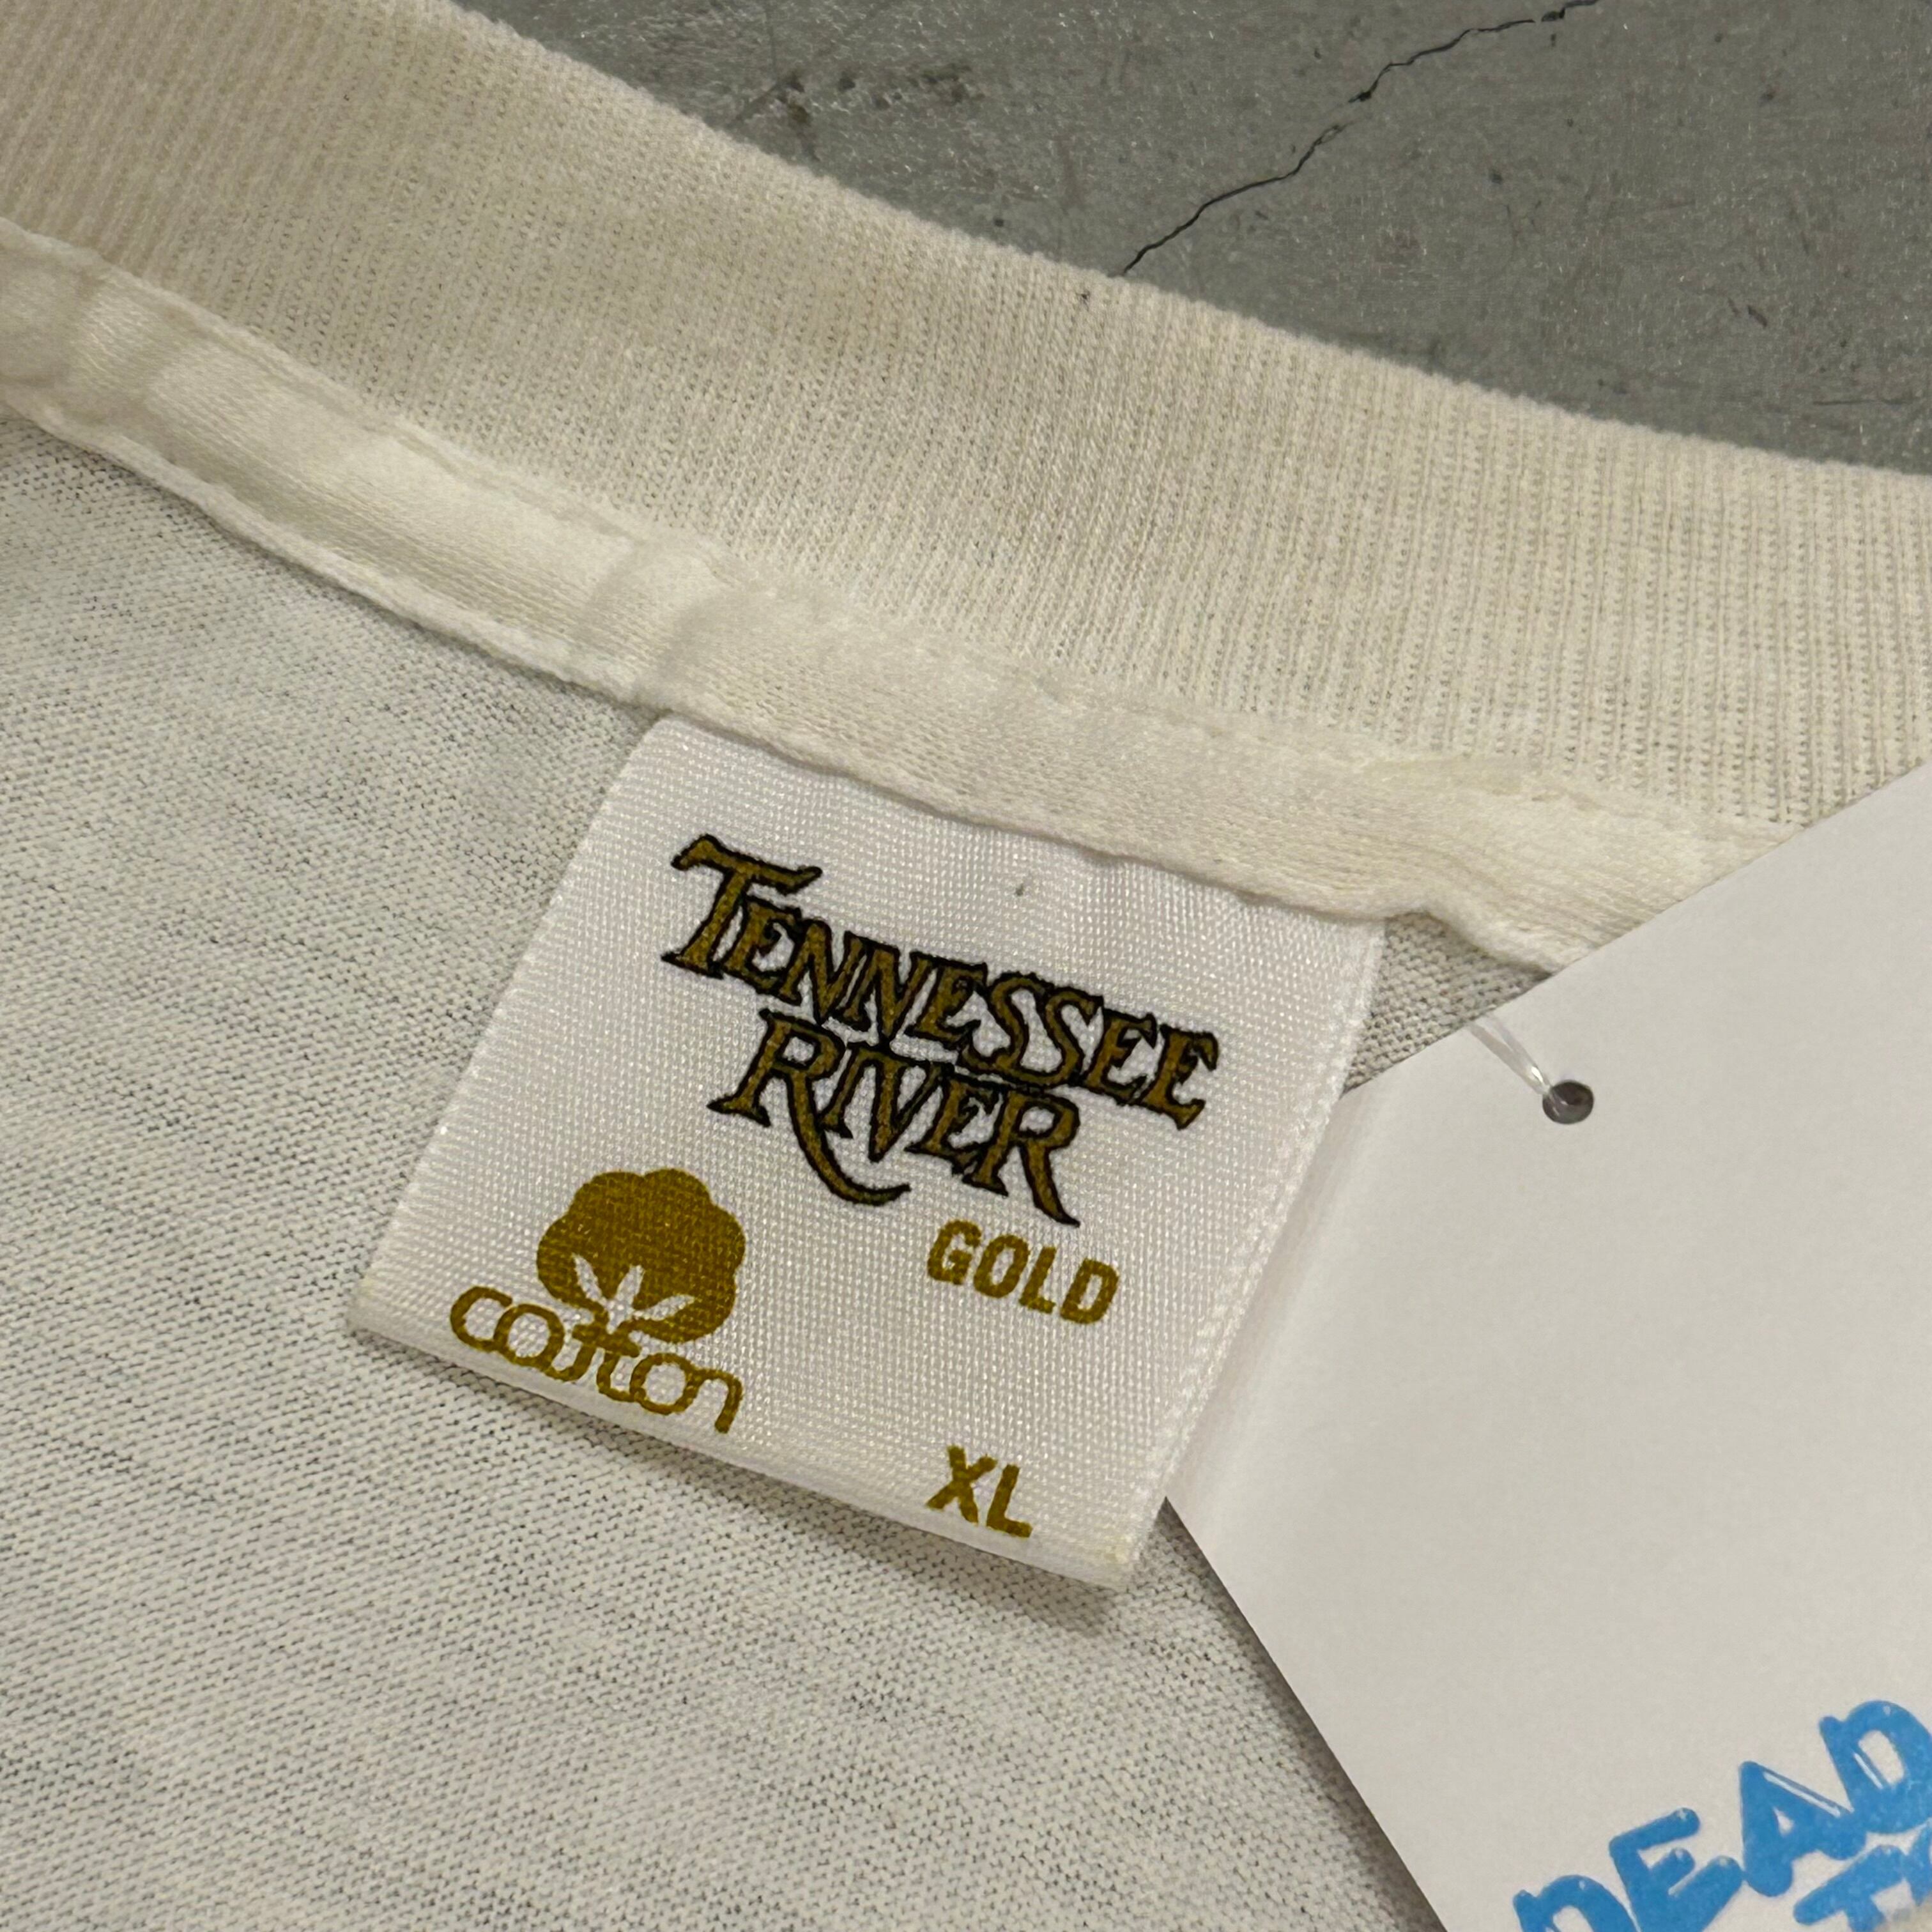 TENNESSEE
RIVER
GOLD
cotton
XL
DEAD